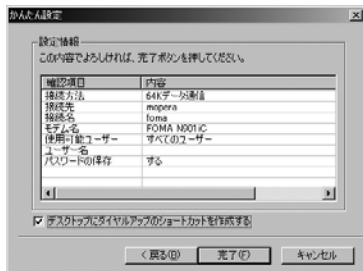 かんたん設定
設定情報
この内容でよろしければ、完了ボタンを押してください。
確認項目 内容
接続方法 64Kデータ通信
接続先 mopera
接続名 foma
モデム名 FOMA N901iC
使用可能ユーザー すべてのユーザー
ユーザー名
パスワードの保存 する
デスクトップにダイヤルアップのショートカットを作成する
< 戻る(B) 完了(F) キャンセル